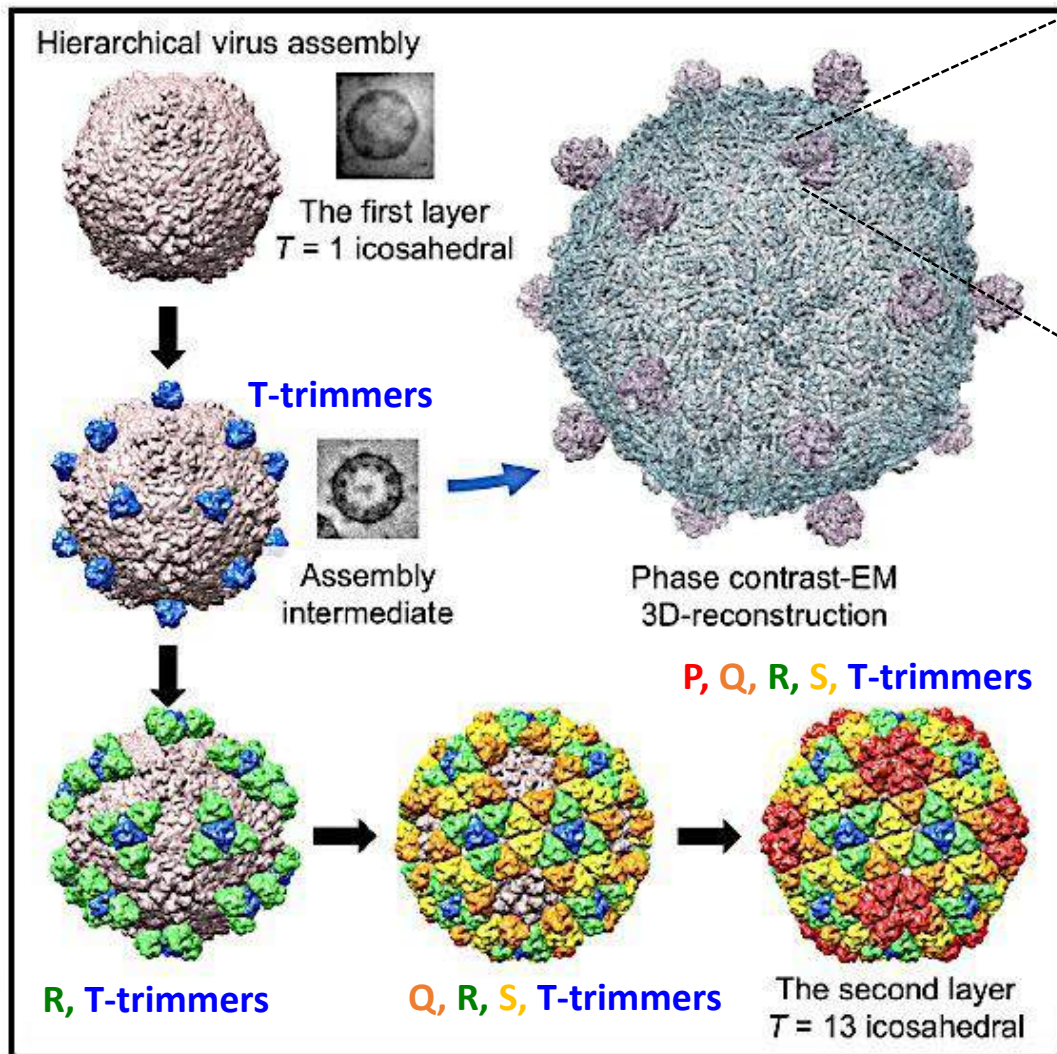 Hierarchical virus assembly
The first layer
T = 1 icosahedral
T-trimmers
Assembly
intermediate
Phase contrast-EM
3D-reconstruction
P, Q, R, S, T-trimmers
R, T-trimmers
Q, R, S, T-trimmers
The second layer
T = 13 icosahedral